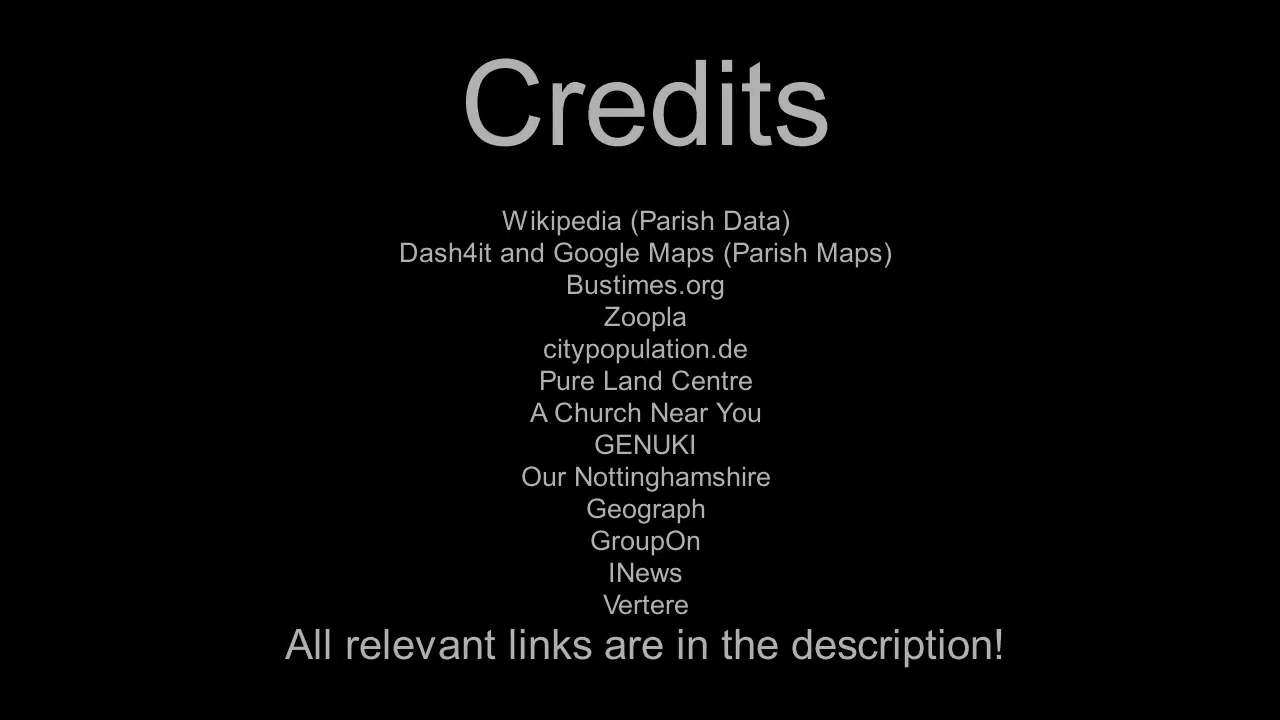 Credits
Wikipedia (Parish Data)
Dash4it and Google Maps (Parish Maps)
Bustimes.org
Zoopla
citypopulation.de
Pure Land Centre
A Church Near You
GENUKI
Our Nottinghamshire
Geograph
GroupOn
INews
Vertere
All relevant links are in the description!